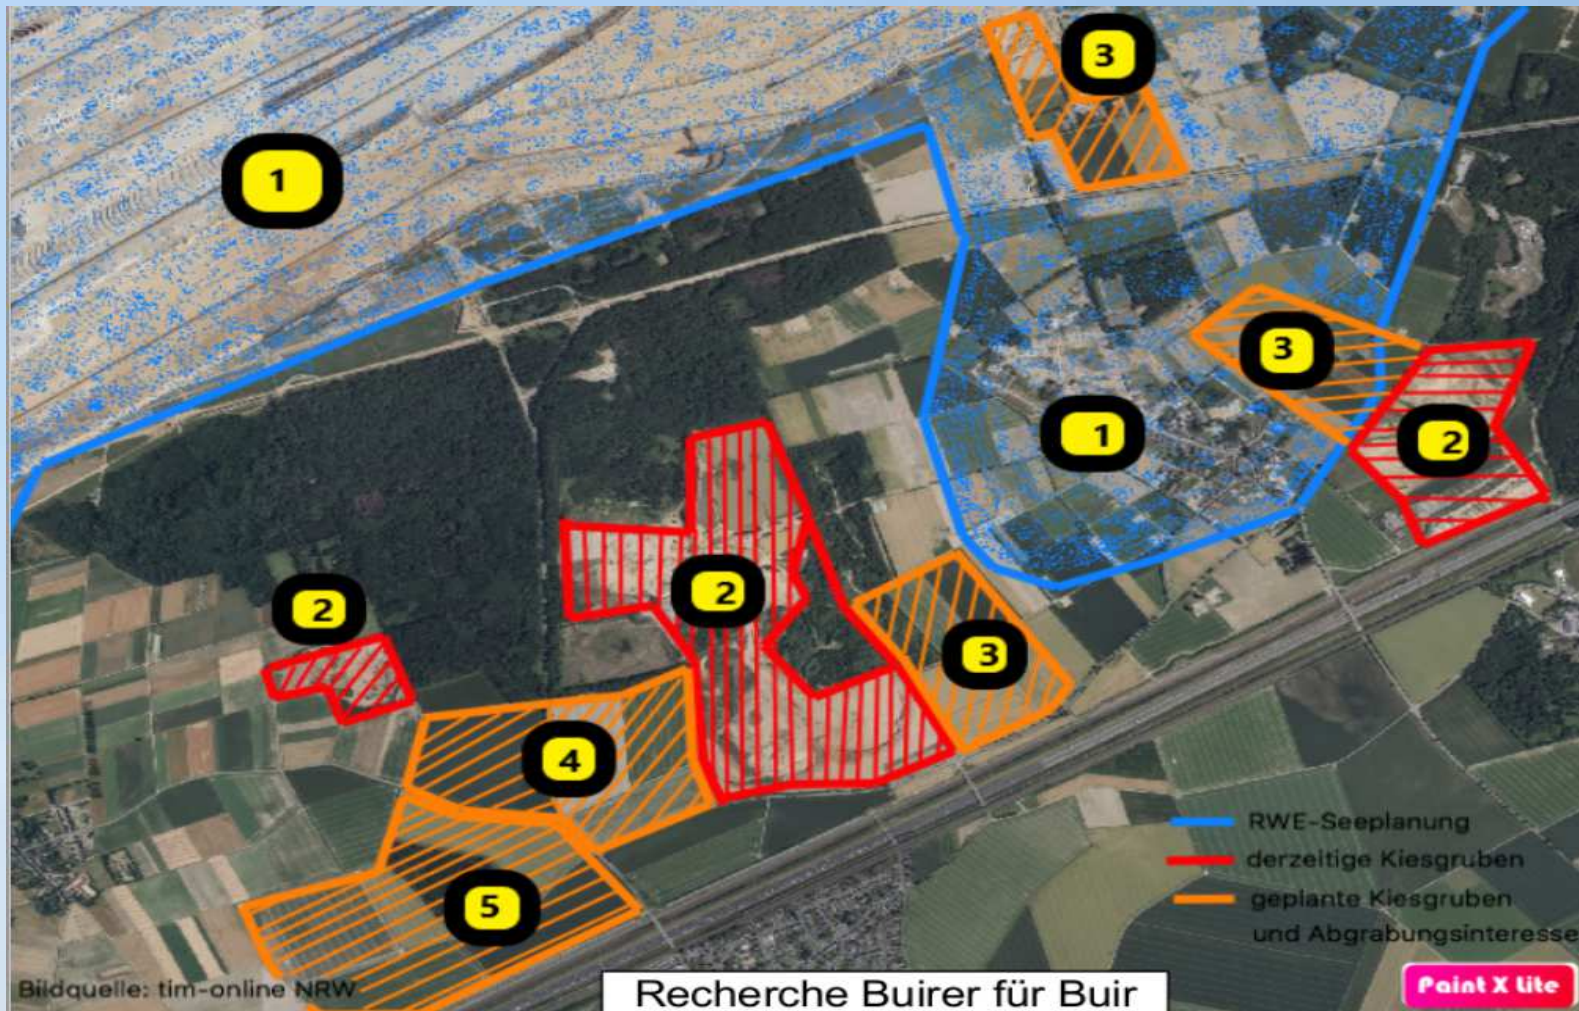 3
1
3
1
2
2
2
3
4
5
RWE-Seeplanung
derzeitige Kiesgruben
geplante Kiesgruben
und Abgrabungsinteresse
Bildquelle: tim-online NRW
Recherche Buirer für Buir
Paint X lite